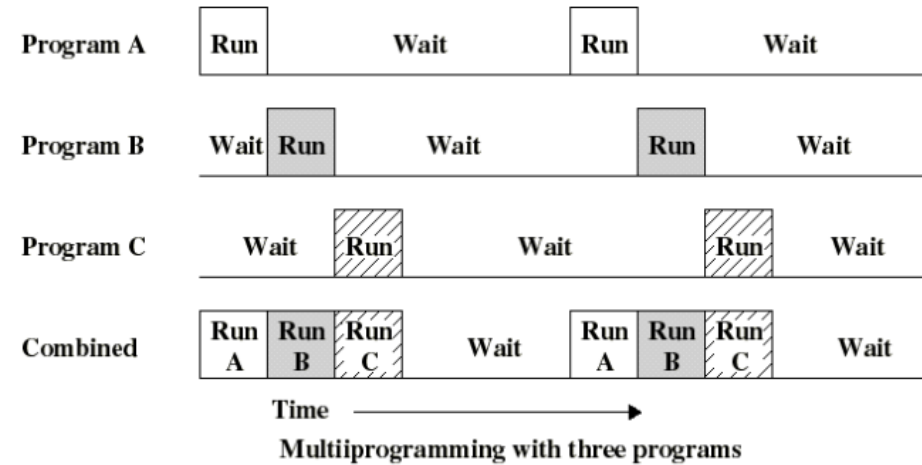 Program A Run Wait Run Wait
Program B Wait Run Wait Run Wait
Program C Wait Run Wait Run Wait
Combined Run A Run B Run C Wait Run A Run B Run C Wait
Time
Multiiprogramming with three programs